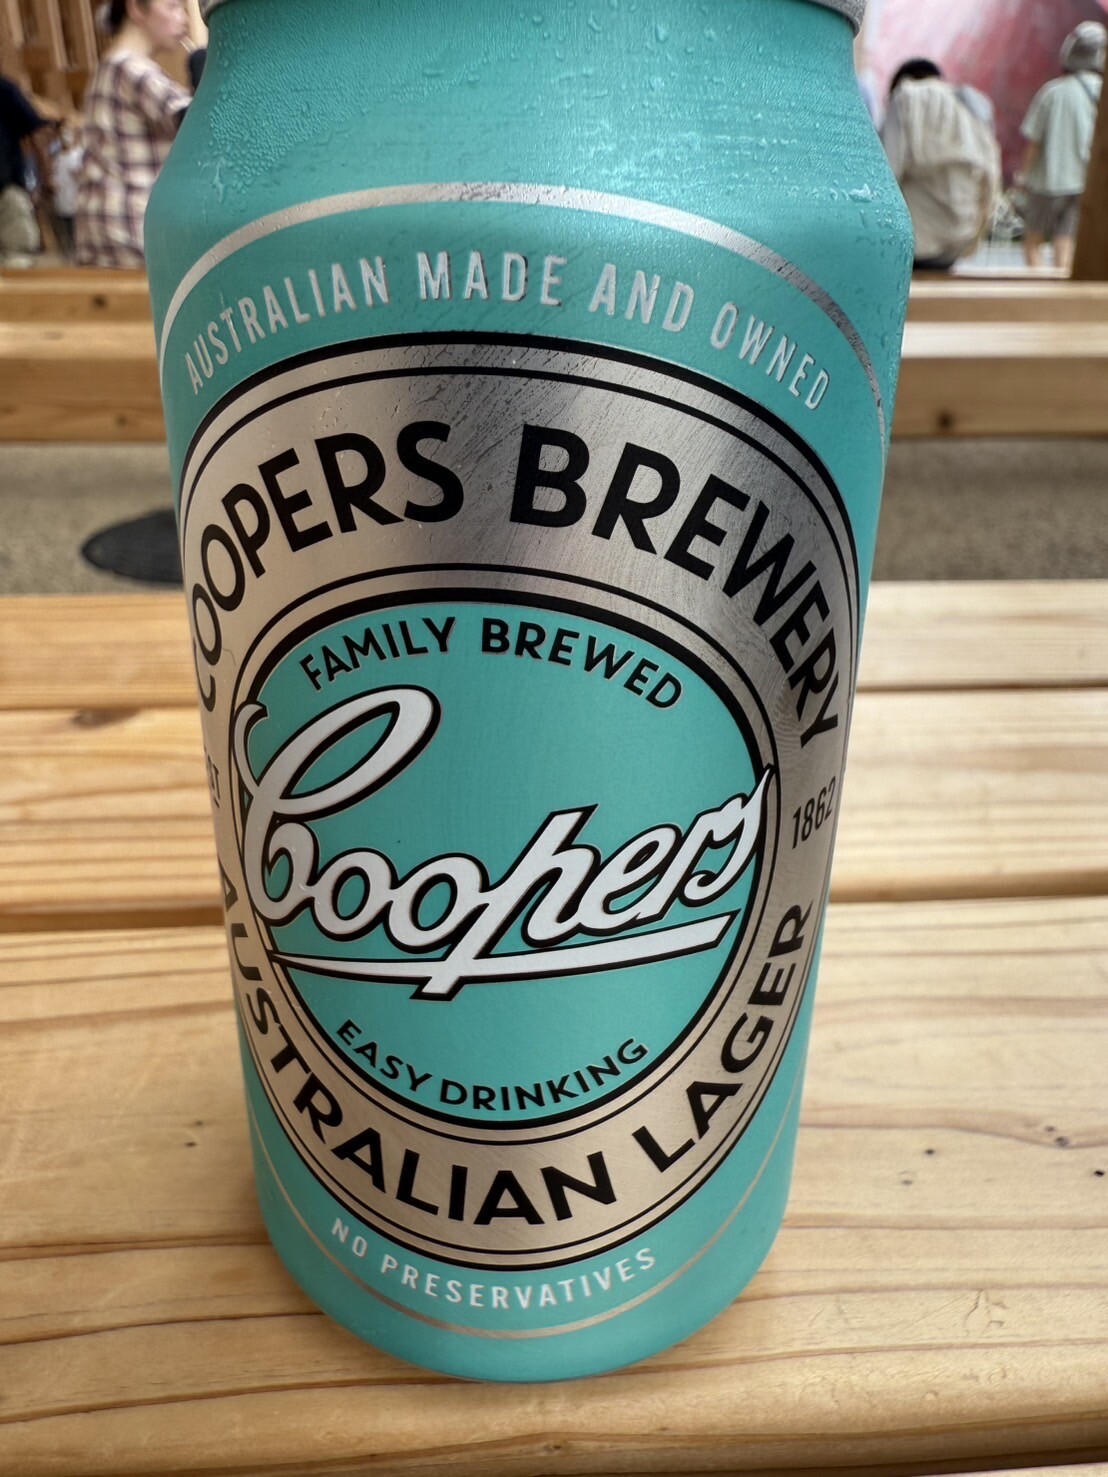 AUSTRALIAN MADE AND OWNED
COOPERS BREWERY
FAMILY BREWED
Coopers
1862
EASY DRINKING
AUSTRALIAN LAGER
NO PRESERVATIVES